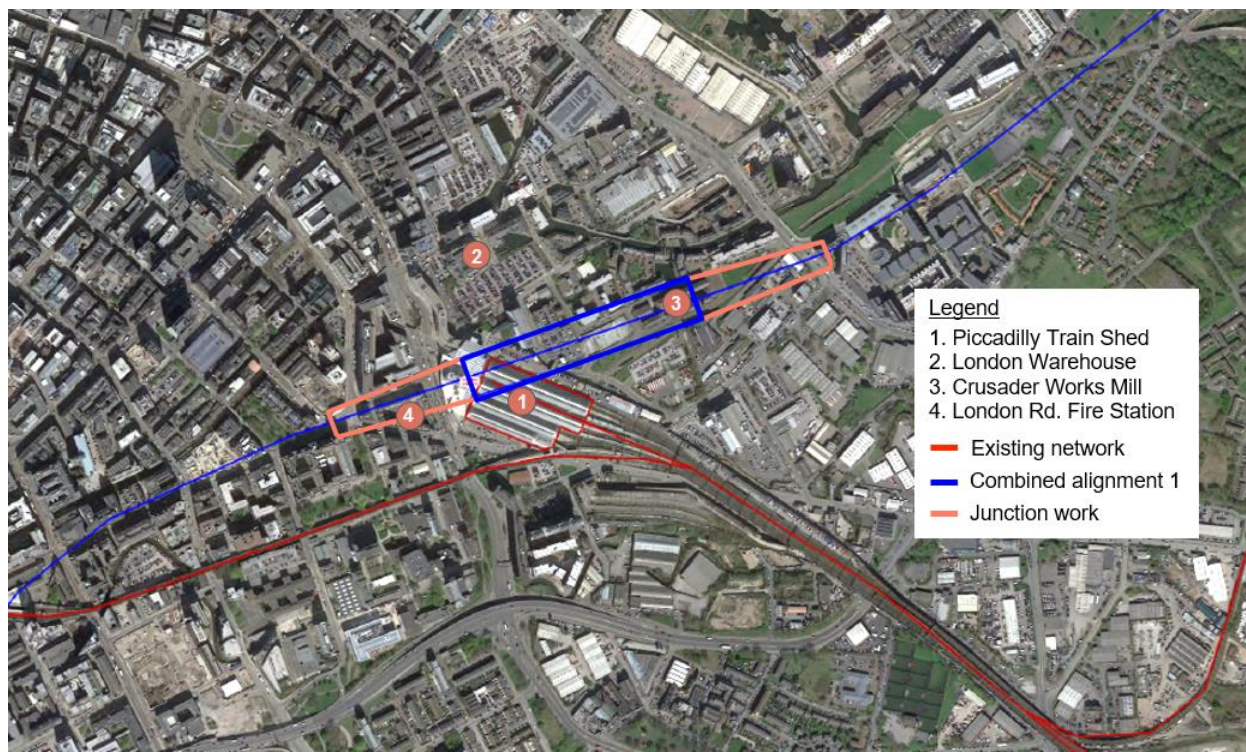 2
3
1
4
Legend
1. Piccadilly Train Shed
2. London Warehouse
3. Crusader Works Mill
4. London Rd. Fire Station
Existing network
Combined alignment 1
Junction work